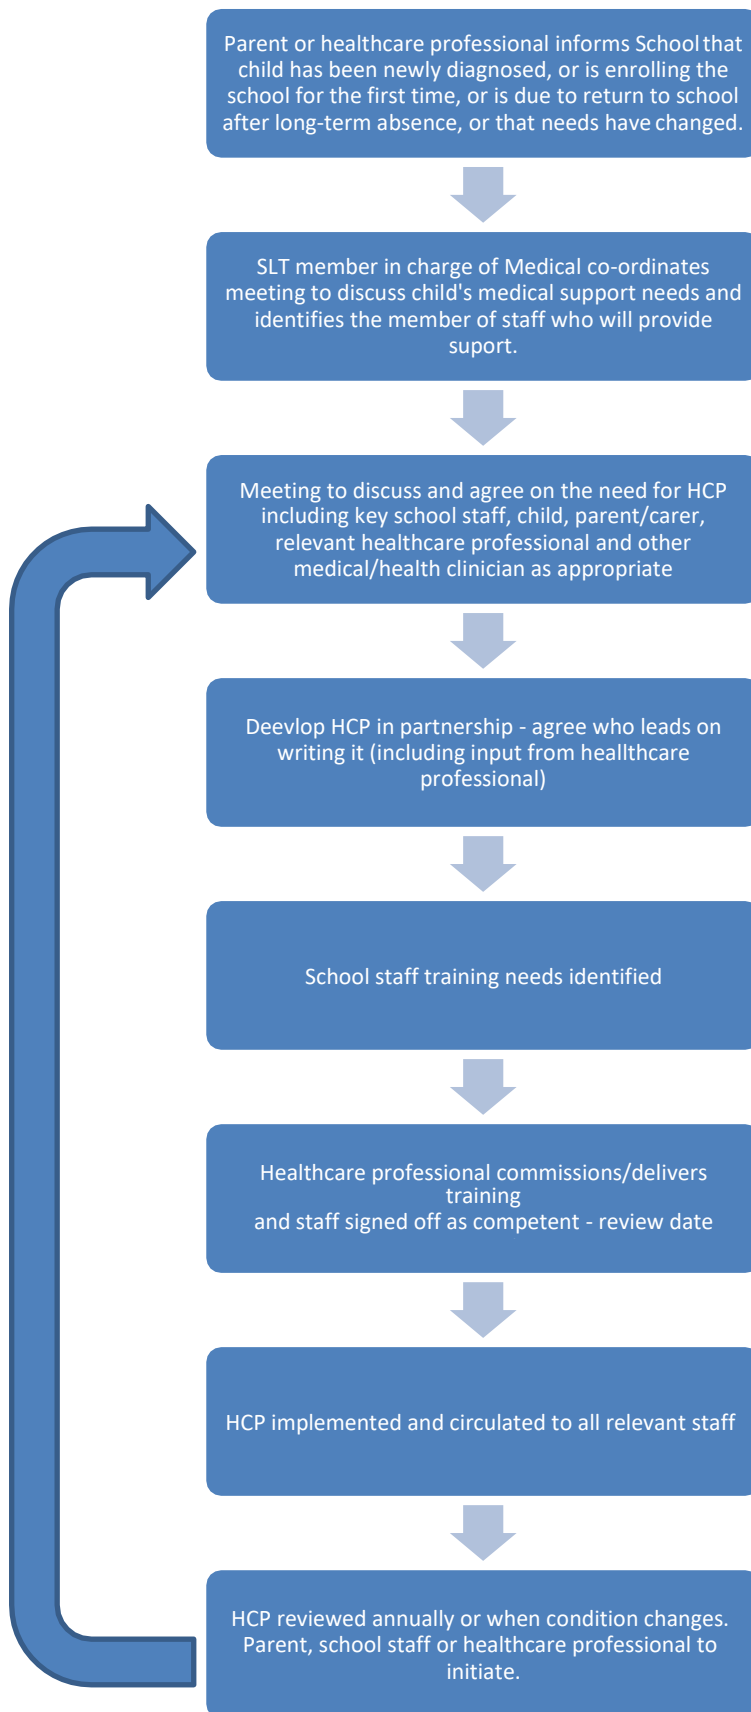 Parent or healthcare professional informs School that
child has been newly diagnosed, or is enrolling the
school for the first time, or is due to return to school
after long-term absence, or that needs have changed.
SLT member in charge of Medical co-ordinates
meeting to discuss child's medical support needs and
identifies the member of staff who will provide
suport.
Meeting to discuss and agree on the need for HCP
including key school staff, child, parent/carer,
relevant healthcare professional and other
medical/health clinician as appropriate
Deevlop HCP in partnership - agree who leads on
writing it (including input from heallthcare
professional)
School staff training needs identified
Healthcare professional commissions/delivers
training
and staff signed off as competent - review date
HCP implemented and circulated to all relevant staff
HCP reviewed annually or when condition changes.
Parent, school staff or healthcare professional to
initiate.